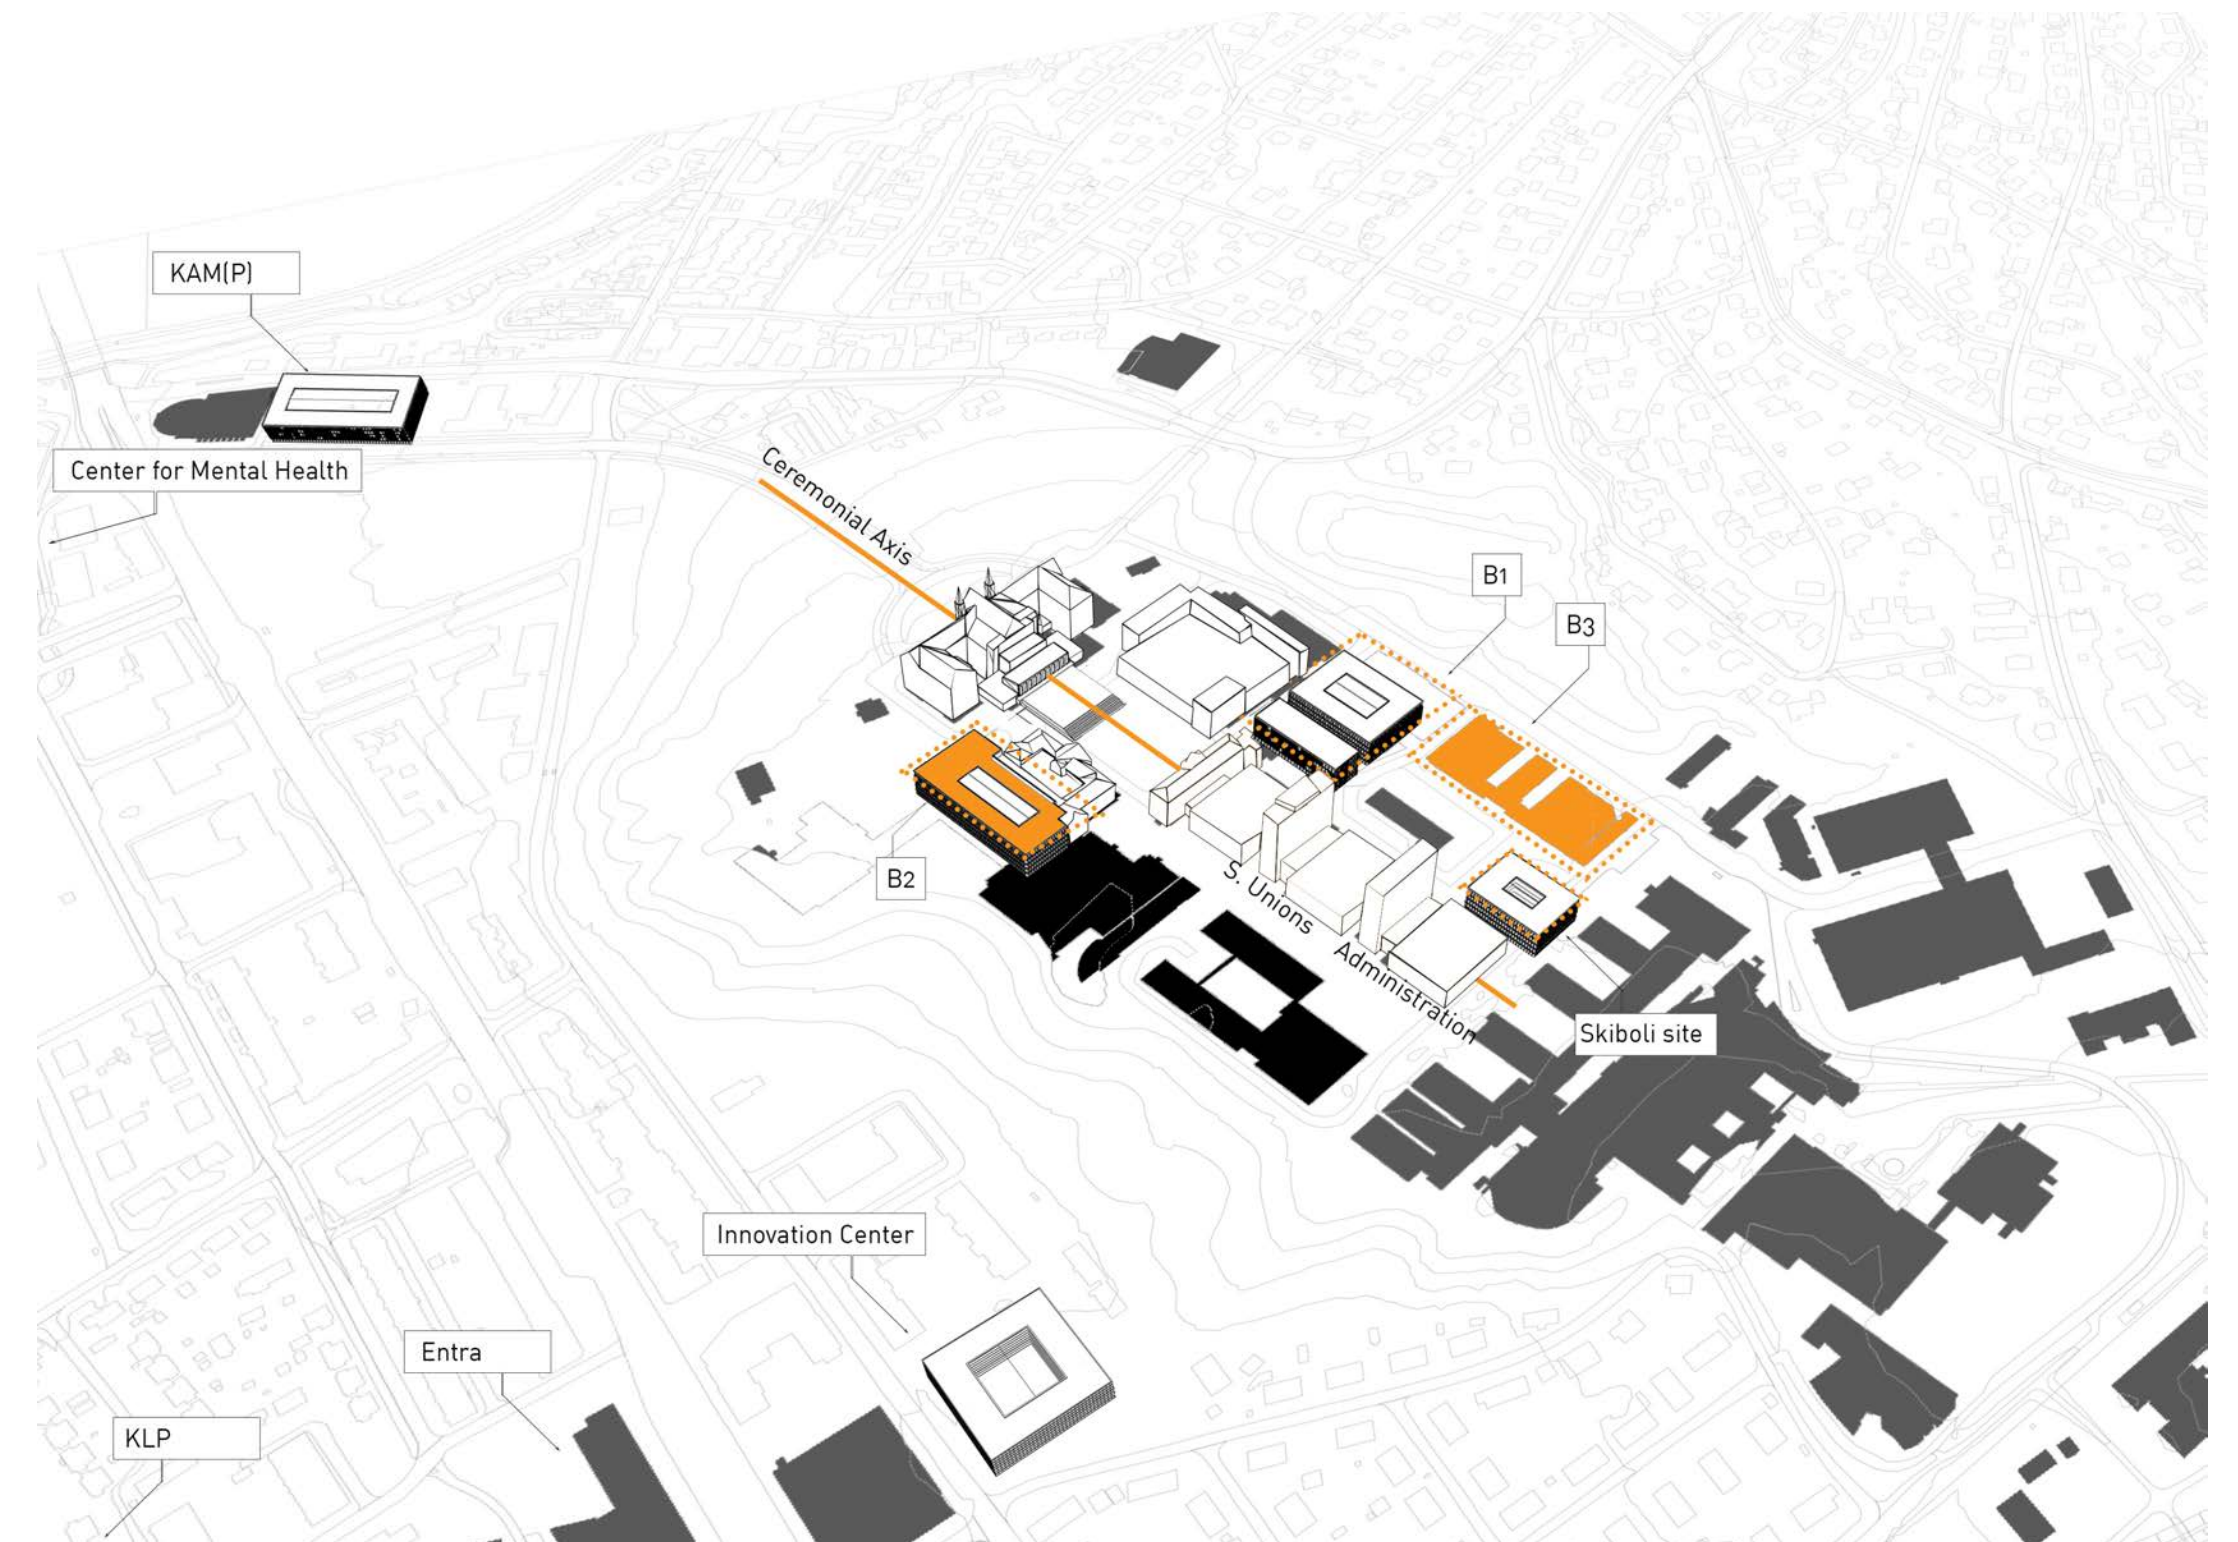 KAM(P)
Center for Mental Health
Ceremonial Axis
B1
B3
B2
S. Unions
Administration
Skiboli site
Innovation Center
Entra
KLP